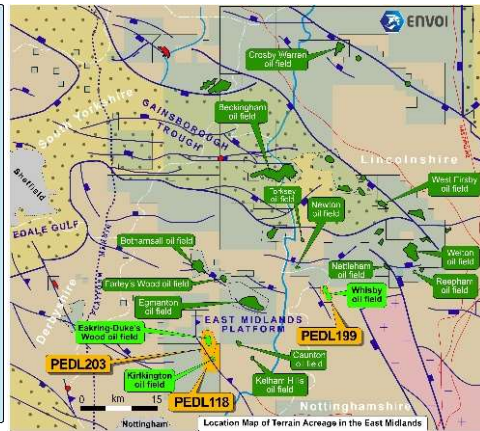 ENVOI
Crosby Warren
oil field
South Yorkshire
GAINSBOROUGH
TROUGH
Beckingham
oil field
Lincolnshire
Sheffield
Torksey
oil field
Newton
oil field
West Firsby
oil field
EDALE GULF
Bothamsall oil field
Nettleham
oil field
Welton
oil field
Farley's Wood oil field
Whisby
oil field
Reepham
oil field
Egmanton
oil field
Derbyshire
EAST MIDLANDS
PLATFORM
Eakring-Duke's
Wood oil field
PEDL199
Caunton
oil field
PEDL203
Kirklington
oil field
Kelham Hills
oil field
PEDL118
Nottinghamshire
km
0 15
Nottingham
Location Map of Terrain Acreage in the East Midlands